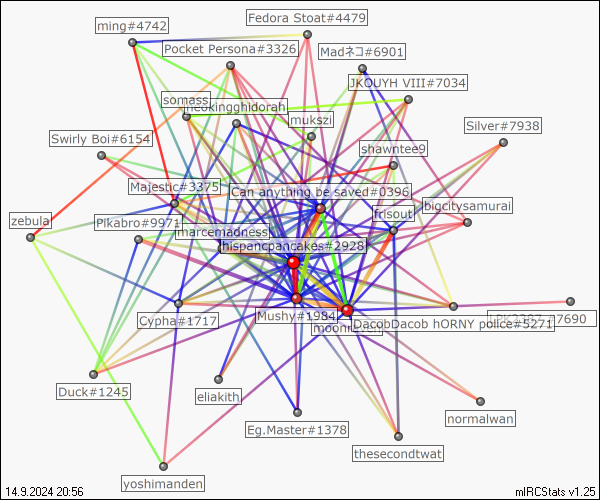 Fedora Stoat#4479
ming#4742
Pocket Persona#3326
Madネコ#6901
JKOUYH VIII#7034
somass
neokingghidorah
mukszi
Silver#7938
Swirly Boi#6154
shawntee9
Majestic#3375
Can anything be saved#0396
bigcitysamurai
zebula
Pikabro#9971
frisout
marcemadness
hispancpancakes#2928
Cypha#1717
Mushy#1984
DacobDacob hORNY police#5271
#7690
Duck#1245
eliakith
normalwan
Eg.Master#1378
thesecondtwat
yoshimanden
14.9.2024 20:56
mIRCStats v1.25